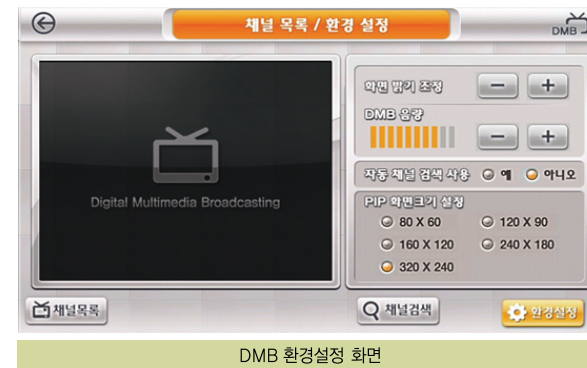 채널 목록 / 환경 설정
DMB
화면 밝기 조정
DMB 음량
Digital Multimedia Broadcasting
자동 채널 검색 사용 예 아니오
PIP 화면크기 설정
80 X 60 120 X 90
160 X 120 240 X 180
320 X 240
채널목록 채널검색 환경설정
DMB 환경설정 화면